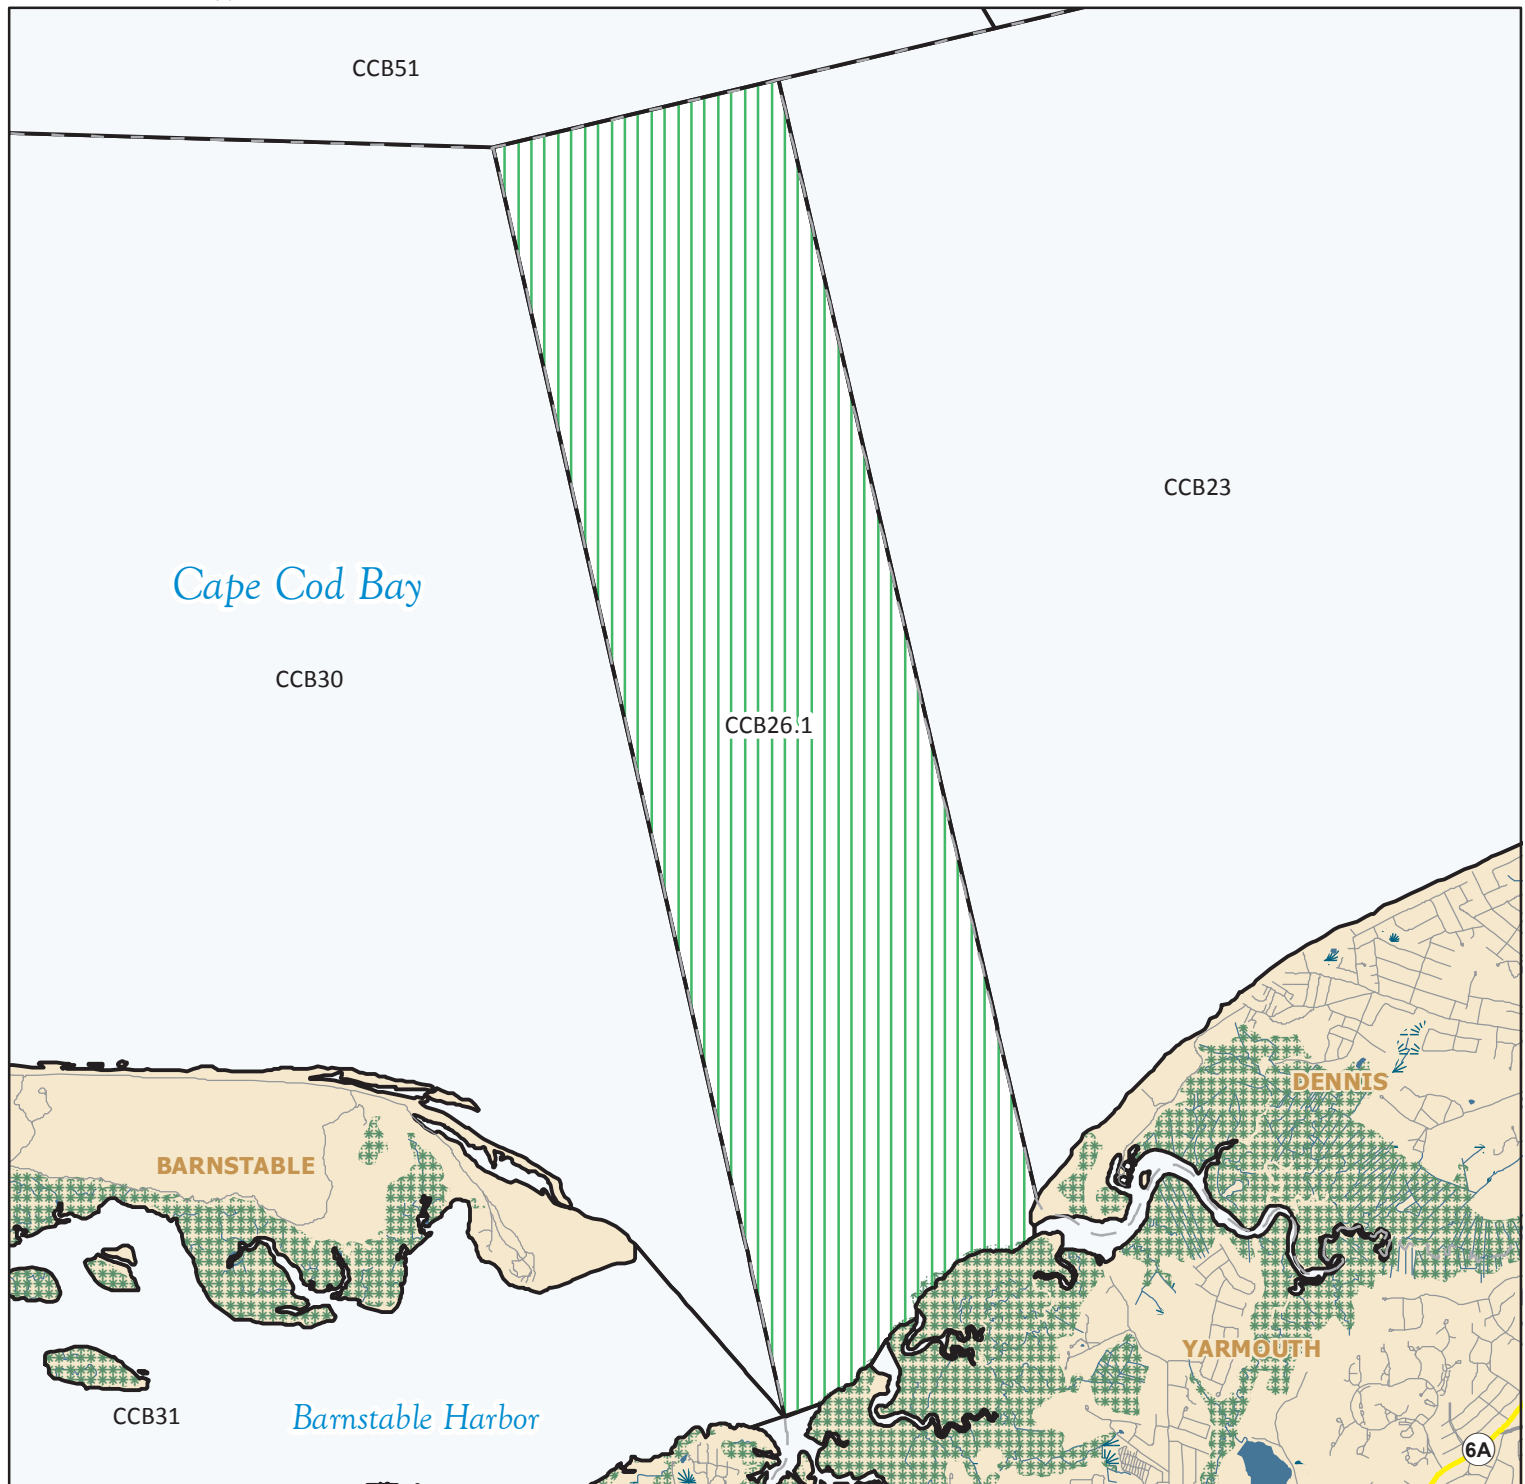 CCB51
CCB23
Cape Cod Bay
CCB30
CCB26.1
DENNIS
BARNSTABLE
YARMOUTH
CCB31
Barnstable Harbor
6A